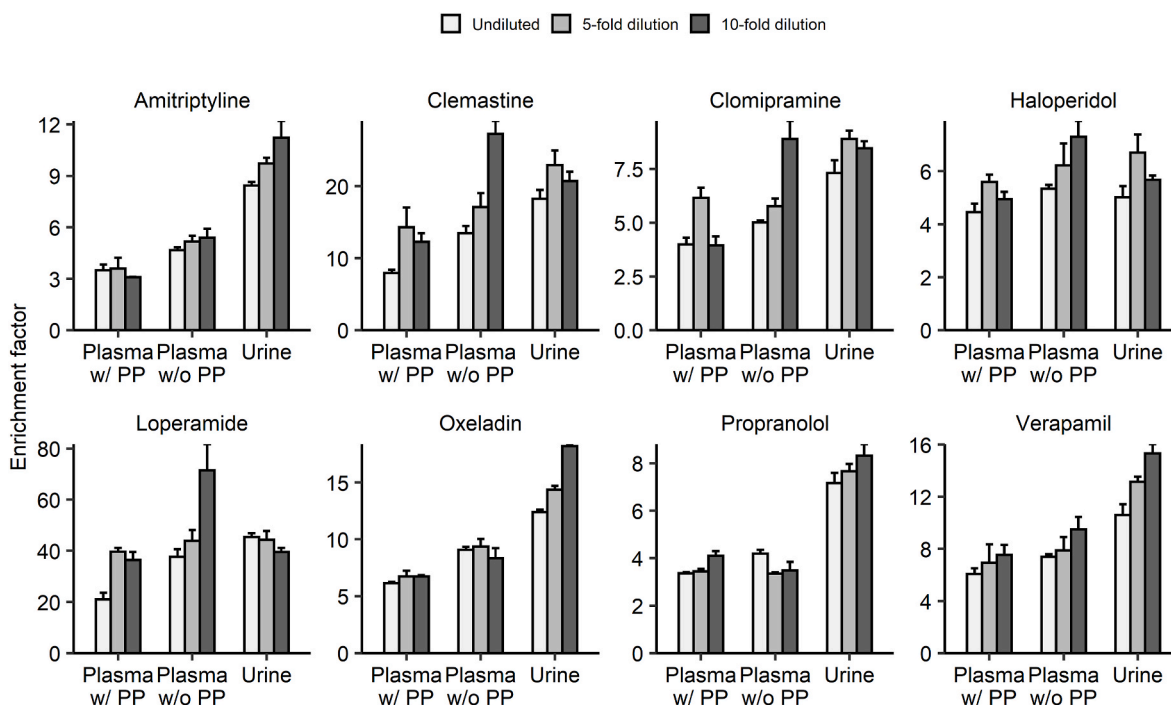 Undiluted 5-fold dilution 10-fold dilution
Enrichment factor
Amitriptyline
12
9
6
3
0
Plasma w/ PP
Plasma w/o PP
Urine
Clemastine
20
10
0
Plasma w/ PP
Plasma w/o PP
Urine
Clomipramine
7.5
5.0
2.5
0.0
Plasma w/ PP
Plasma w/o PP
Urine
Haloperidol
6
4
2
0
Plasma w/ PP
Plasma w/o PP
Urine
Loperamide
80
60
40
20
0
Plasma w/ PP
Plasma w/o PP
Urine
Oxeladin
15
10
5
0
Plasma w/ PP
Plasma w/o PP
Urine
Propranolol
8
6
4
2
0
Plasma w/ PP
Plasma w/o PP
Urine
Verapamil
16
12
8
4
0
Plasma w/ PP
Plasma w/o PP
Urine